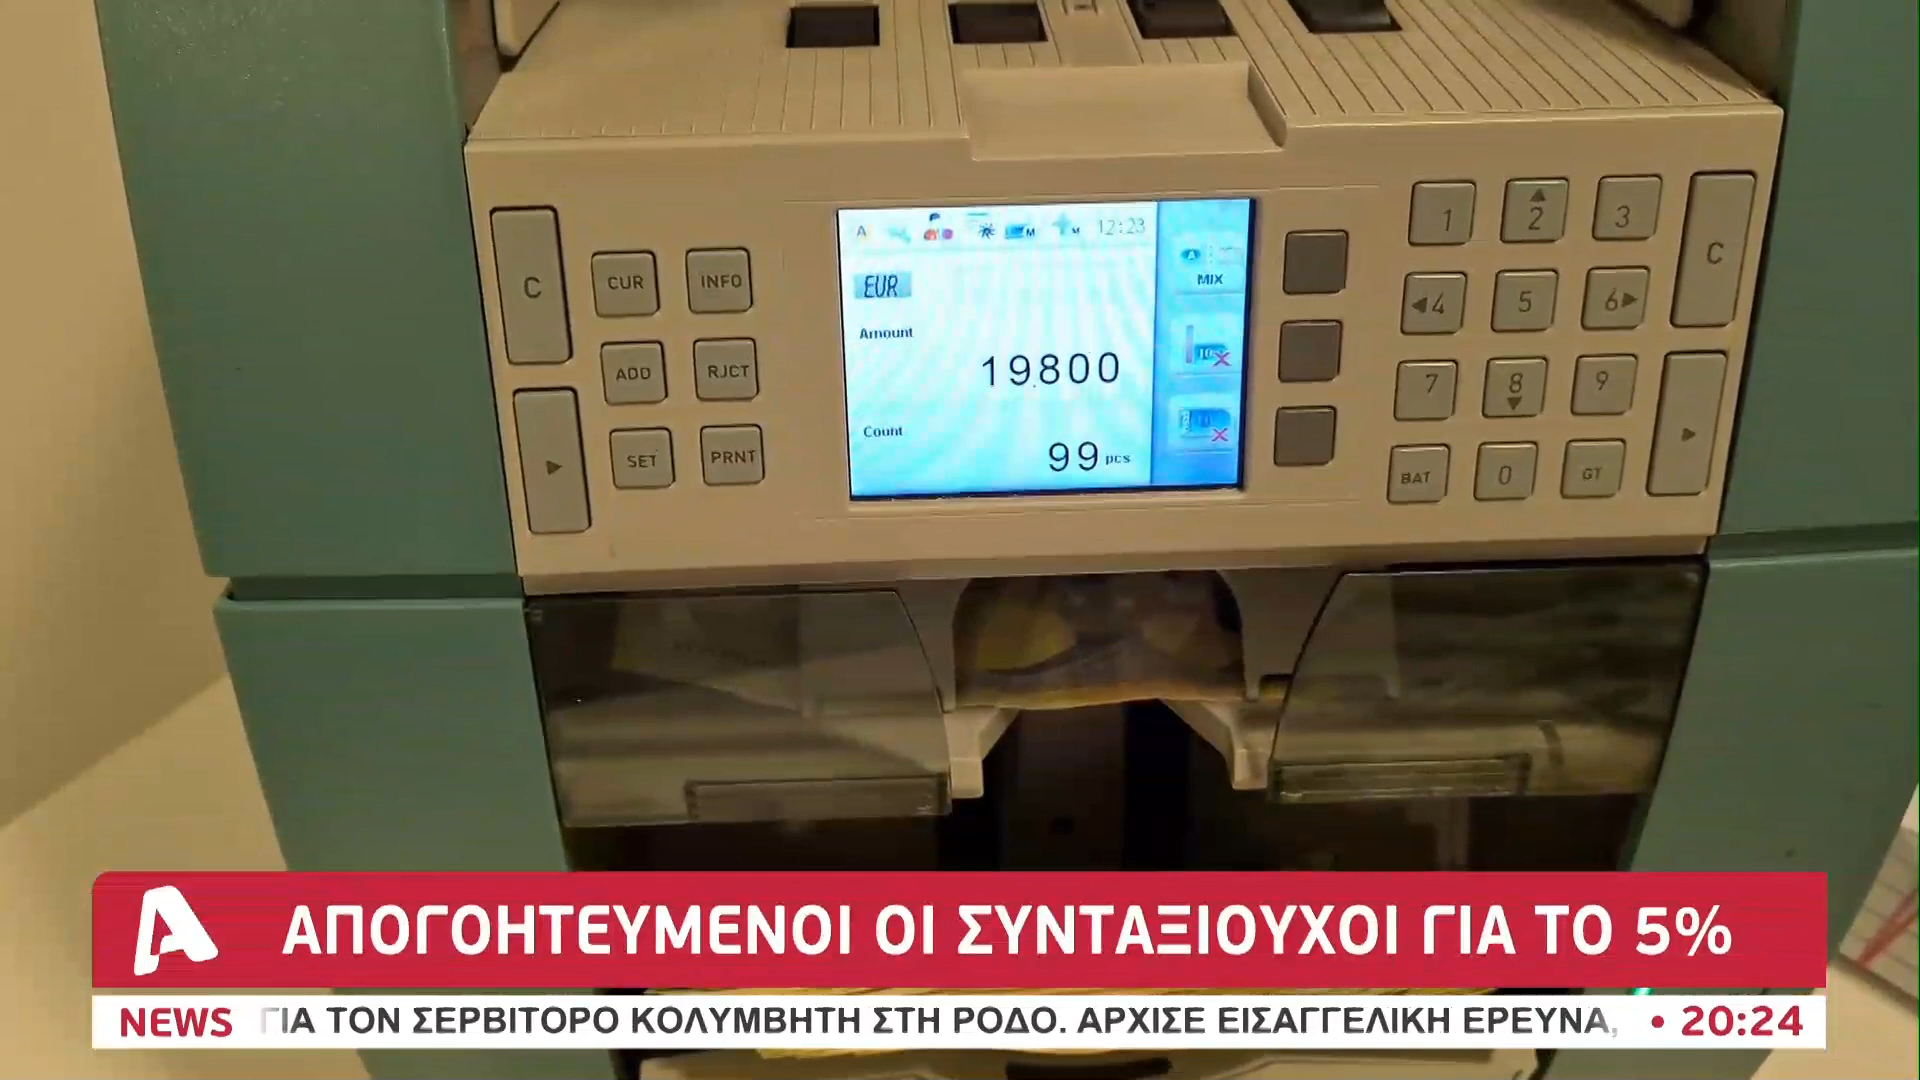 A M M 12:23
EUR
MIX
Amount
19.800
Count
99 pcs
C CUR INFO
ADD RJCT
SET PRNT
1 2 3 C
4 5 6
7 8 9
BAT 0 GT
ΑΠΟΓΟΗΤΕΥΜΕΝΟΙ ΟΙ ΣΥΝΤΑΞΙΟΥΧΟΙ ΓΙΑ ΤΟ 5%
NEWS ΓΙΑ ΤΟΝ ΣΕΡΒΙΤΟΡΟ ΚΟΛΥΜΒΗΤΗ ΣΤΗ ΡΟΔΟ. ΑΡΧΙΣΕ ΕΙΣΑΓΓΕΛΙΚΗ ΕΡΕΥΝΑ, • 20:24